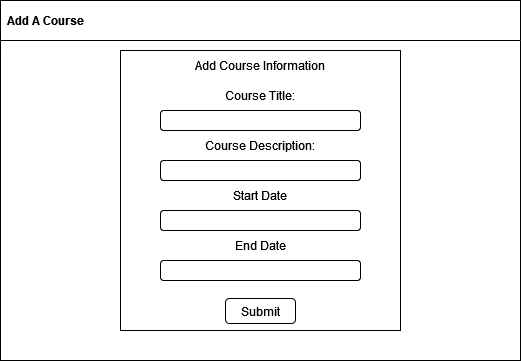 Add A Course
Add Course Information
Course Title:
Course Description:
Start Date
End Date
Submit